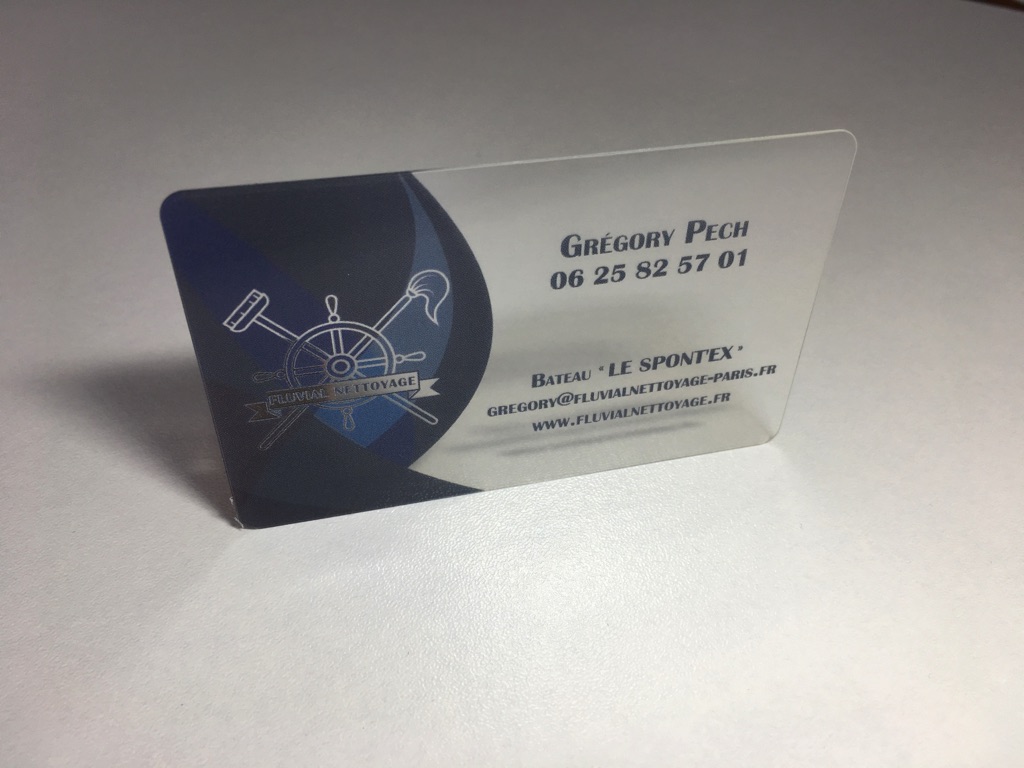 Grégory Pech
06 25 82 57 01
FLUVIAL NETTOYAGE
Bateau "LE SPONT'EX"
gregory@fluvialnettoyage-paris.fr
www.fluvialnettoyage.fr